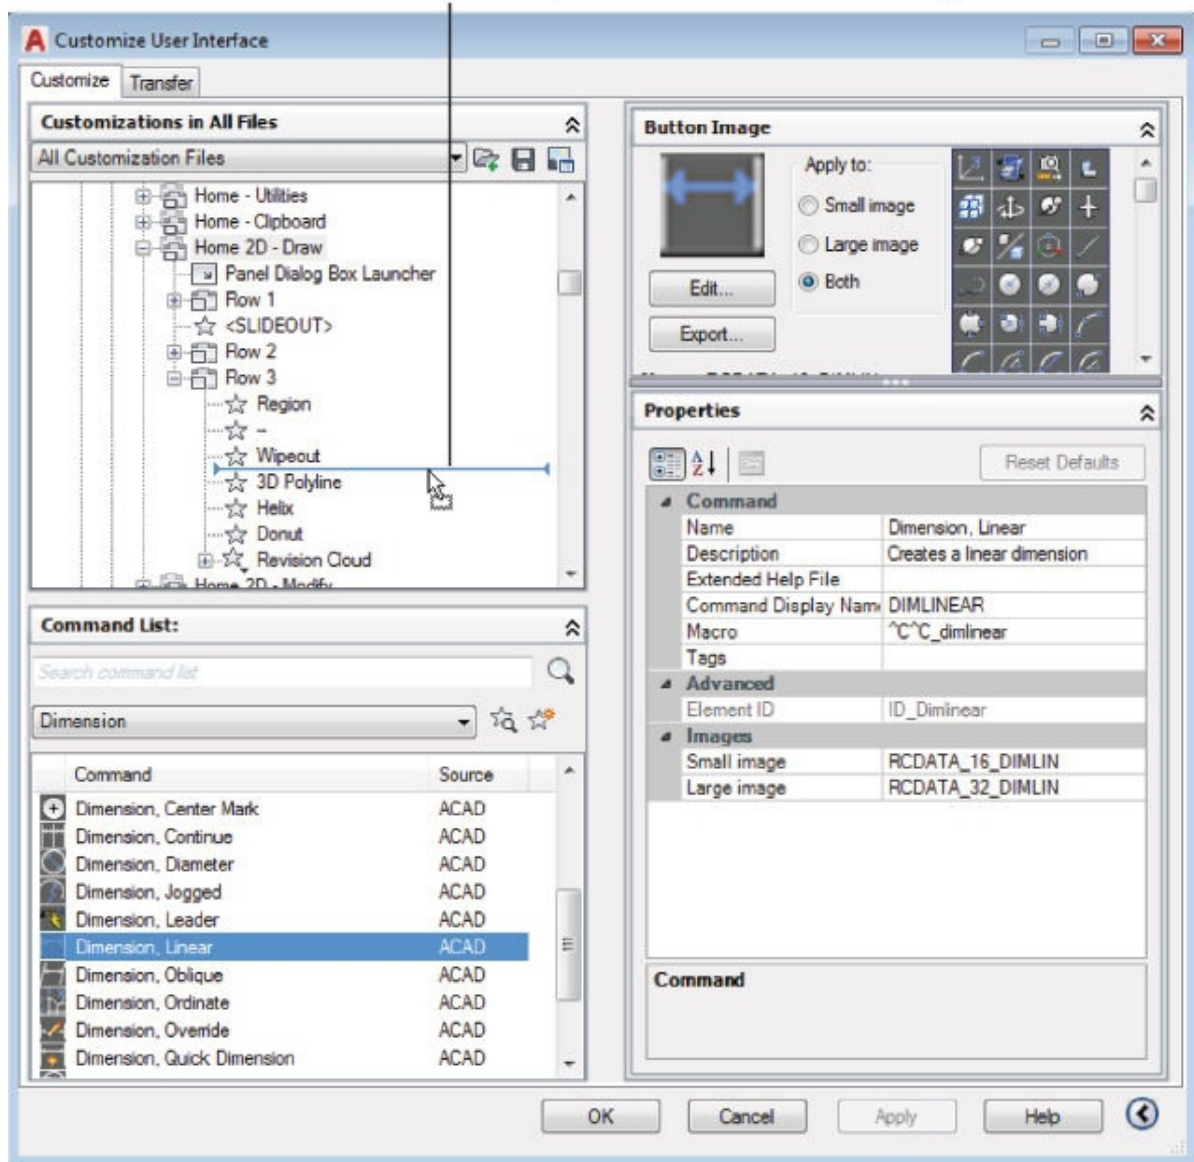 Customize User Interface
Customize Transfer
Customizations in All Files
All Customization Files
Home - Utilities
Home - Clipboard
Home 2D - Draw
Panel Dialog Box Launcher
Row 1
<SLIDEOUT>
Row 2
Row 3
Region
--
Wipeout
3D Polyline
Helix
Donut
Revision Cloud
Home 2D - Modify
Command List:
Search command list
Dimension
Command Source
Dimension, Center Mark ACAD
Dimension, Continue ACAD
Dimension, Diameter ACAD
Dimension, Jogged ACAD
Dimension, Leader ACAD
Dimension, Linear ACAD
Dimension, Oblique ACAD
Dimension, Ordinate ACAD
Dimension, Override ACAD
Dimension, Quick Dimension ACAD
Button Image
Apply to:
Small image
Large image
Both
Edit...
Export...
Properties
Reset Defaults
Command
Name Dimension, Linear
Description Creates a linear dimension
Extended Help File
Command Display Nam DIMLINEAR
Macro ^C^C_dimlinear
Tags
Advanced
Element ID ID_Dimlinear
Images
Small image RCDATA_16_DIMLIN
Large image RCDATA_32_DIMLIN
Command
OK Cancel Apply Help